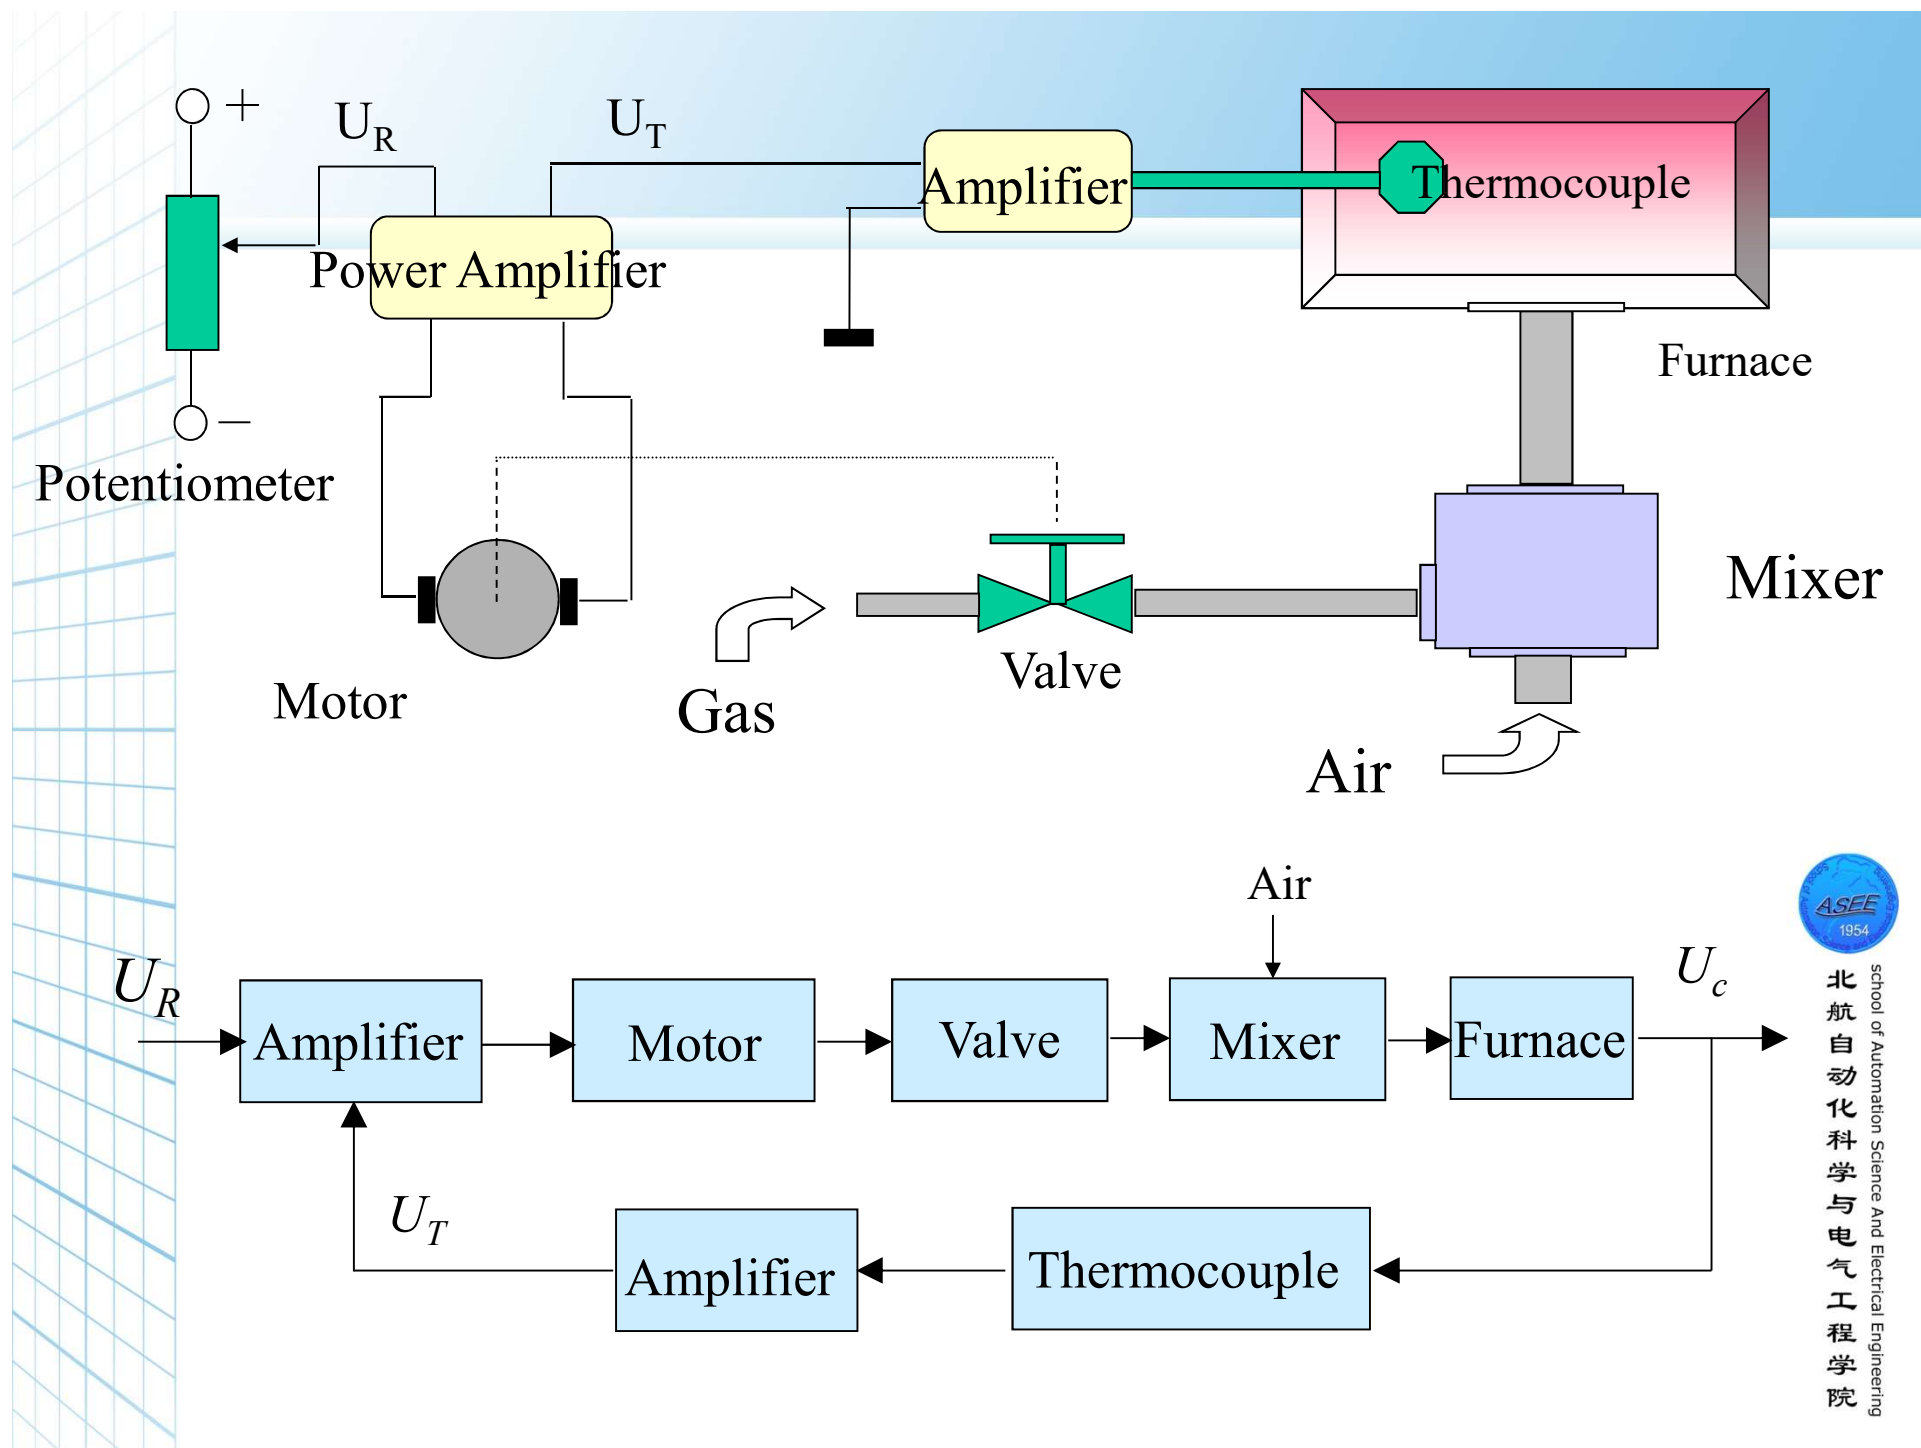 +
U_R
U_T
Amplifier
Thermocouple
Power Amplifier
Furnace
−
Potentiometer
Mixer
Motor
Gas
Valve
Air
Air
U_R
Amplifier
Motor
Valve
Mixer
Furnace
U_c
U_T
Amplifier
Thermocouple
ASEE
1954
北航自动化科学与电气工程学院
school of Automation Science And Electrical Engineering